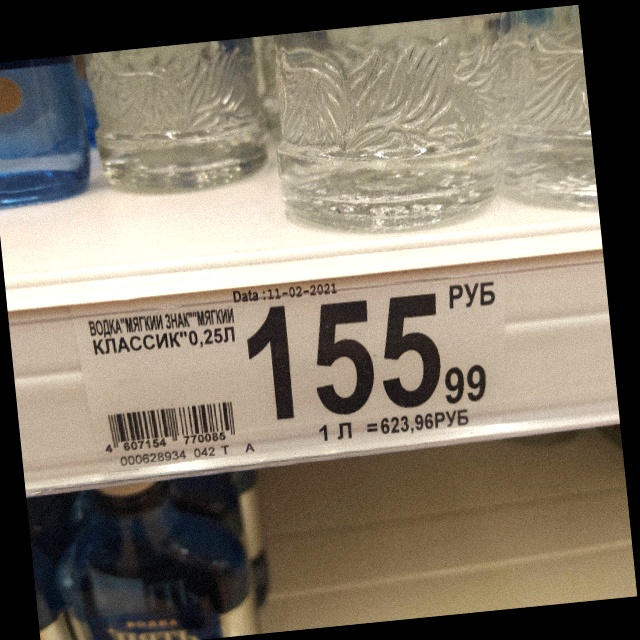 Data :11-02-2021
ВОДКА"МЯГКИЙ ЗНАК""МЯГКИЙ
КЛАССИК"0,25Л
155 99 РУБ
1 Л =623,96РУБ
4 607154 770085
000628934 042 Т А